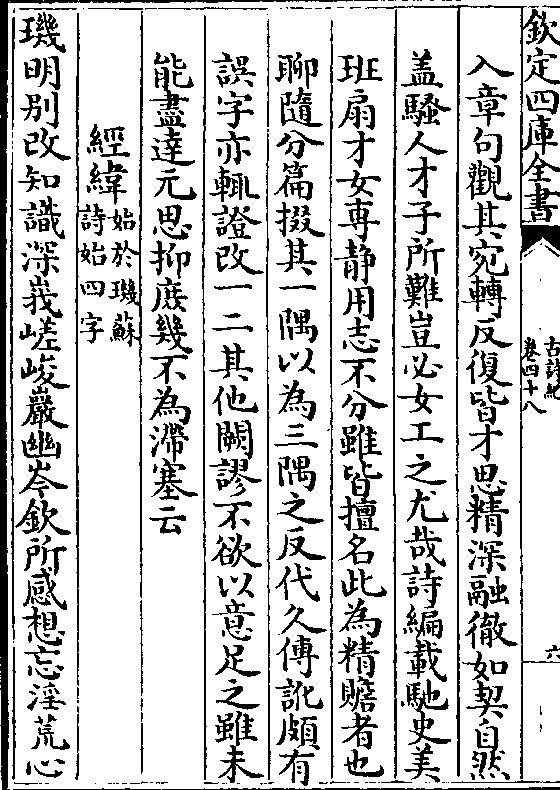 欽定四庫全書
古詩紀
卷四十八
六
入章句觀其宛轉反復皆才思精深融徹如契自然
蓋騷人才子所難豈必女工之尤哉詩編載馳史美
班扇才女專静用志不分雖皆擅名此為精贍者也
聊隨分篇掇其一隅以為三隅之反代久傳訛頗有
誤字亦輒證改一二其他闕謬不欲以意足之雖未
能盡達元思抑庶幾不為滯塞云
經緯始於璣蘇
詩始四字
璣明别改知識深峩嵯峻巖幽岑欽所感想忘淫荒心